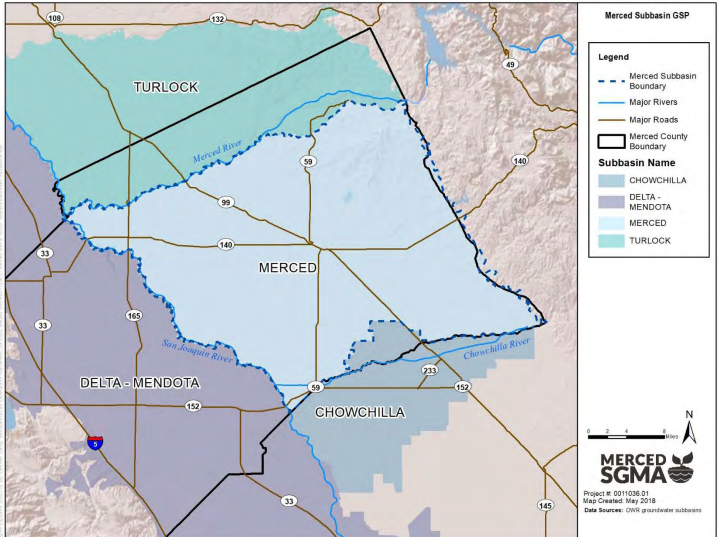 108
132
49
TURLOCK
Merced River
59
140
99
33
140
MERCED
165
33
San Joaquin River
Chowchilla River
233
DELTA - MENDOTA
59
152
152
CHOWCHILLA
5
33
145
Merced Subbasin GSP
Legend
Merced Subbasin
Boundary
Major Rivers
Major Roads
Merced County
Boundary
Subbasin Name
CHOWCHILLA
DELTA -
MENDOTA
MERCED
TURLOCK
N
0 2 4 8 Miles
MERCED
SGMA
Project #: 0011036.01
Map Created: May 2018
Data Sources: DWR groundwater subbasins